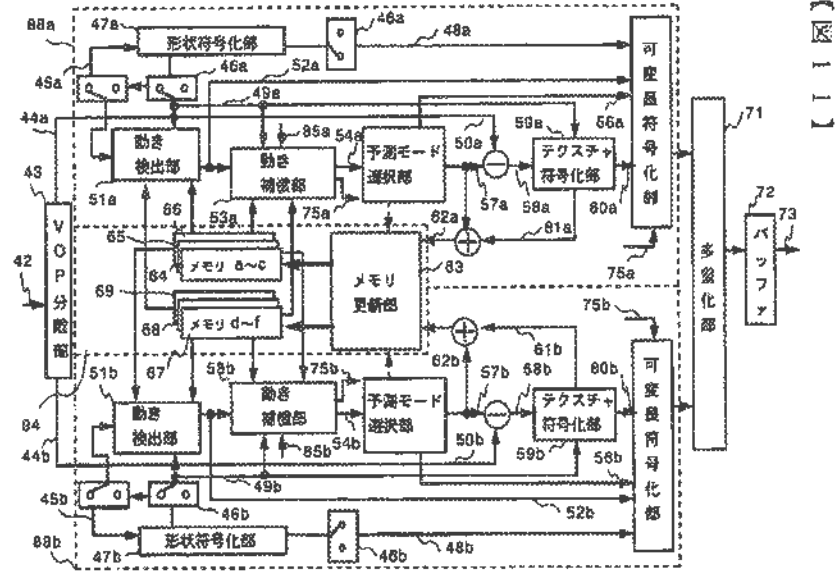 【図11】
88a
47a
形状符号化部
46a
48a
45a
46a
52a
49a
44a
動き
検出部
51a
85a
動き
補償部
53a
54a
75a
予測モード
選択部
50a
57a
58a
59a
テクスチャ
符号化部
56a
60a
61a
62a
可変長符号化部
75a
71
多重化部
72
バッファ
73
43
42
VOP分離部
66
65
64
メモリ a~c
69
68
メモリ d~f
67
メモリ
更新部
63
84
44b
51b
動き
検出部
53b
75b
動き
補償部
85b
54b
予測モード
選択部
62b
61b
57b
58b
50b
テクスチャ
符号化部
59b
60b
75b
可変長符号化部
56b
49b
52b
45b
46b
47b
形状符号化部
46b
48b
88b